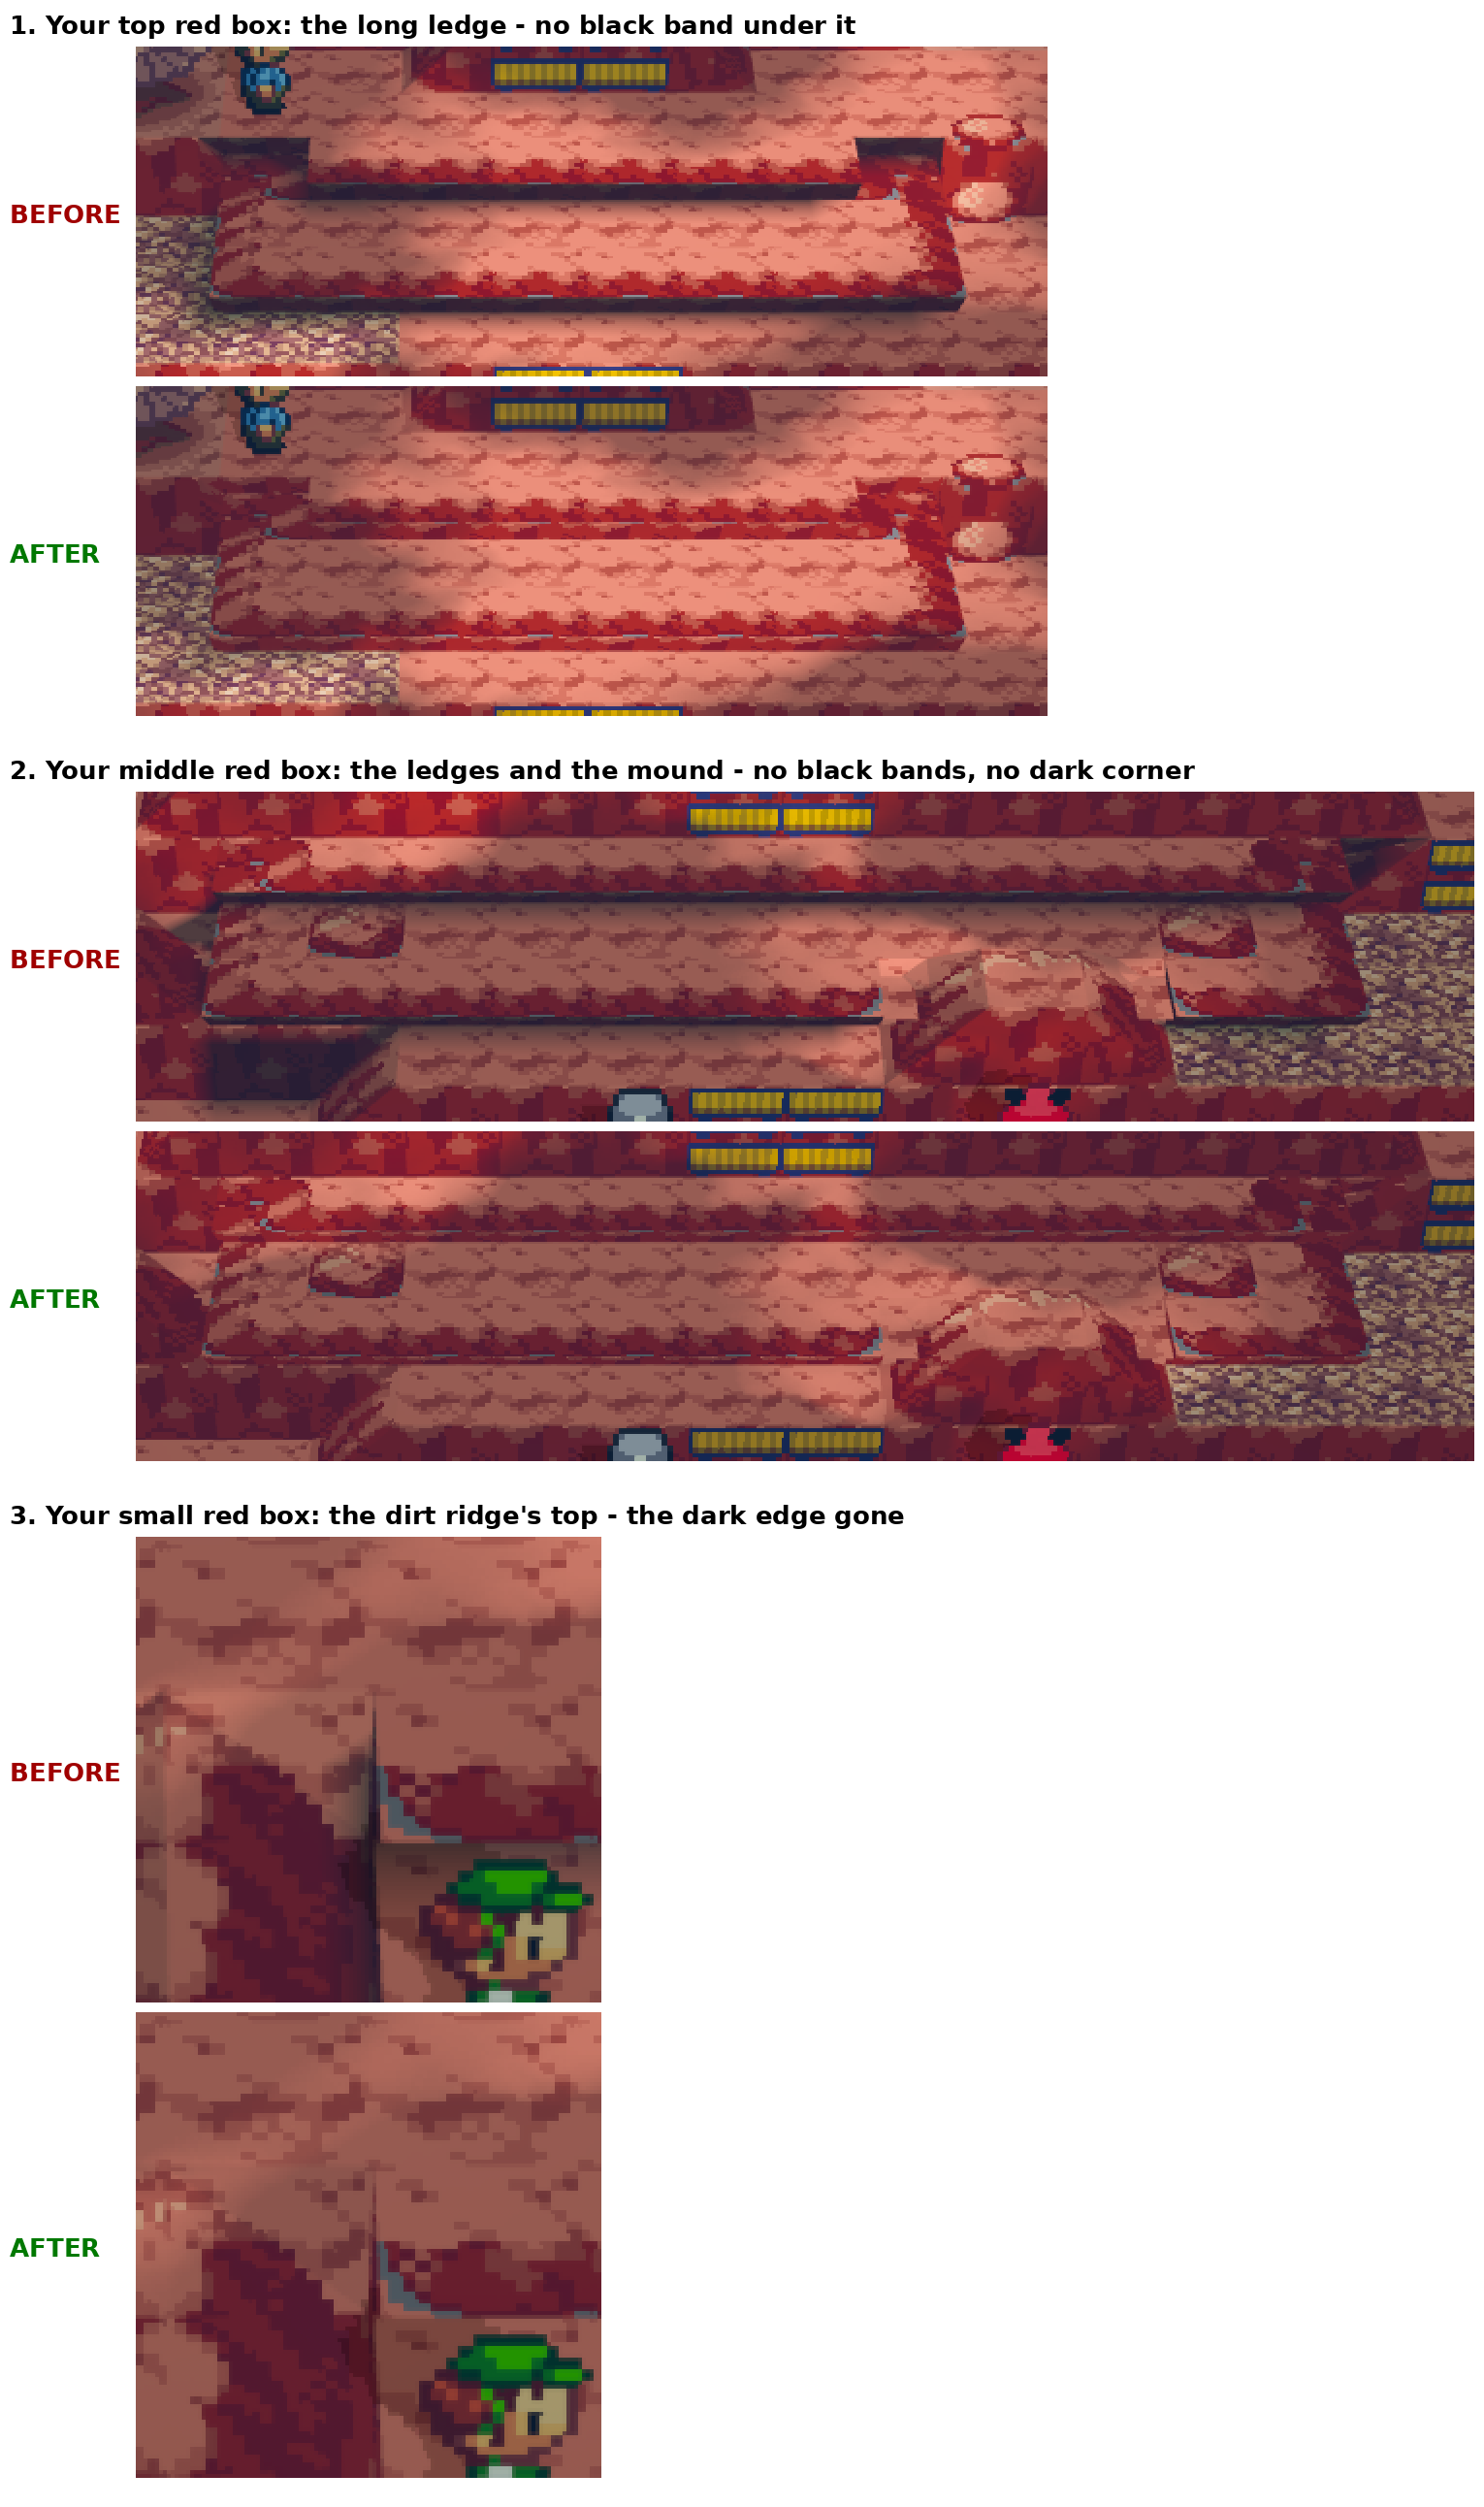 1. Your top red box: the long ledge - no black band under it
BEFORE
AFTER
2. Your middle red box: the ledges and the mound - no black bands, no dark corner
BEFORE
AFTER
3. Your small red box: the dirt ridge's top - the dark edge gone
BEFORE
AFTER